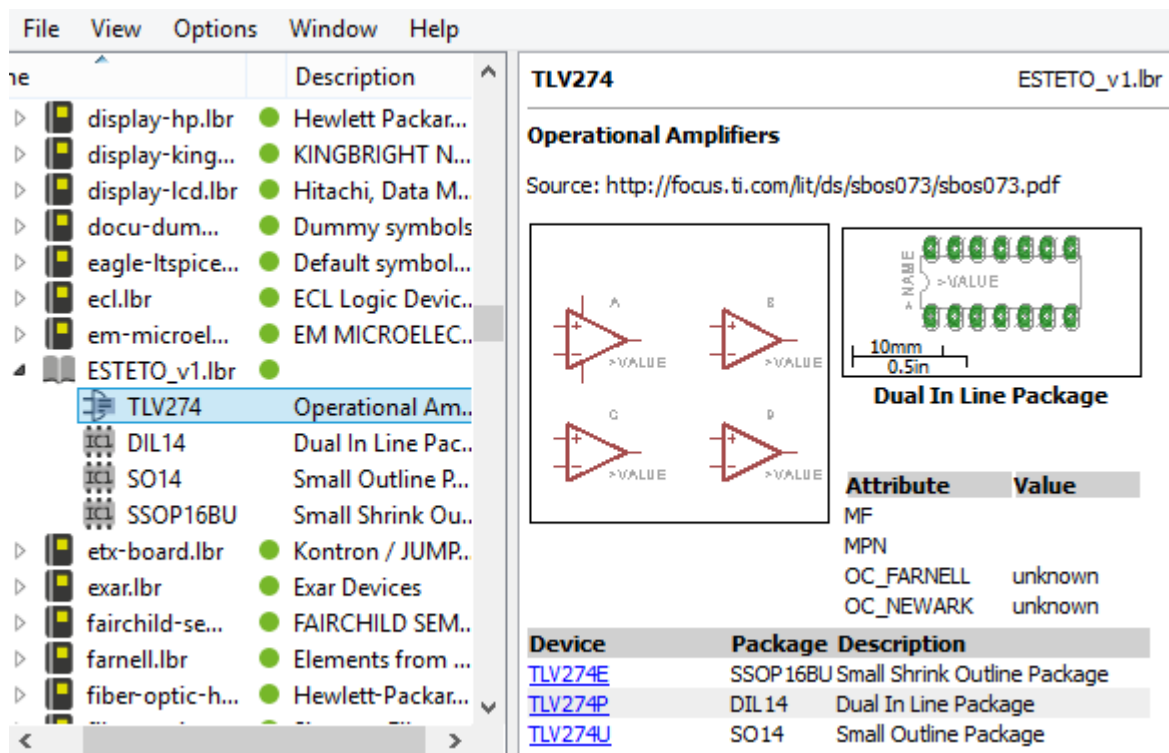 File View Options Window Help
ne Description
display-hp.lbr Hewlett Packar...
display-king... KINGBRIGHT N...
display-lcd.lbr Hitachi, Data M...
docu-dum... Dummy symbols
eagle-ltspice... Default symbol...
ecl.lbr ECL Logic Devic..
em-microel... EM MICROELEC..
ESTETO_v1.lbr
TLV274 Operational Am..
IC1 DIL14 Dual In Line Pac..
IC1 SO14 Small Outline P...
IC1 SSOP16BU Small Shrink Ou..
etx-board.lbr Kontron / JUMP..
exar.lbr Exar Devices
fairchild-se... FAIRCHILD SEM..
farnell.lbr Elements from ...
fiber-optic-h... Hewlett-Packar...
TLV274 ESTETO_v1.lbr
Operational Amplifiers
Source: http://focus.ti.com/lit/ds/sbos073/sbos073.pdf
A B
>VALUE >VALUE
C D
>VALUE >VALUE
>NAME
>VALUE
10mm
0.5in
Dual In Line Package
Attribute Value
MF
MPN
OC_FARNELL unknown
OC_NEWARK unknown
Device Package Description
TLV274E SSOP16BU Small Shrink Outline Package
TLV274P DIL14 Dual In Line Package
TLV274U SO14 Small Outline Package